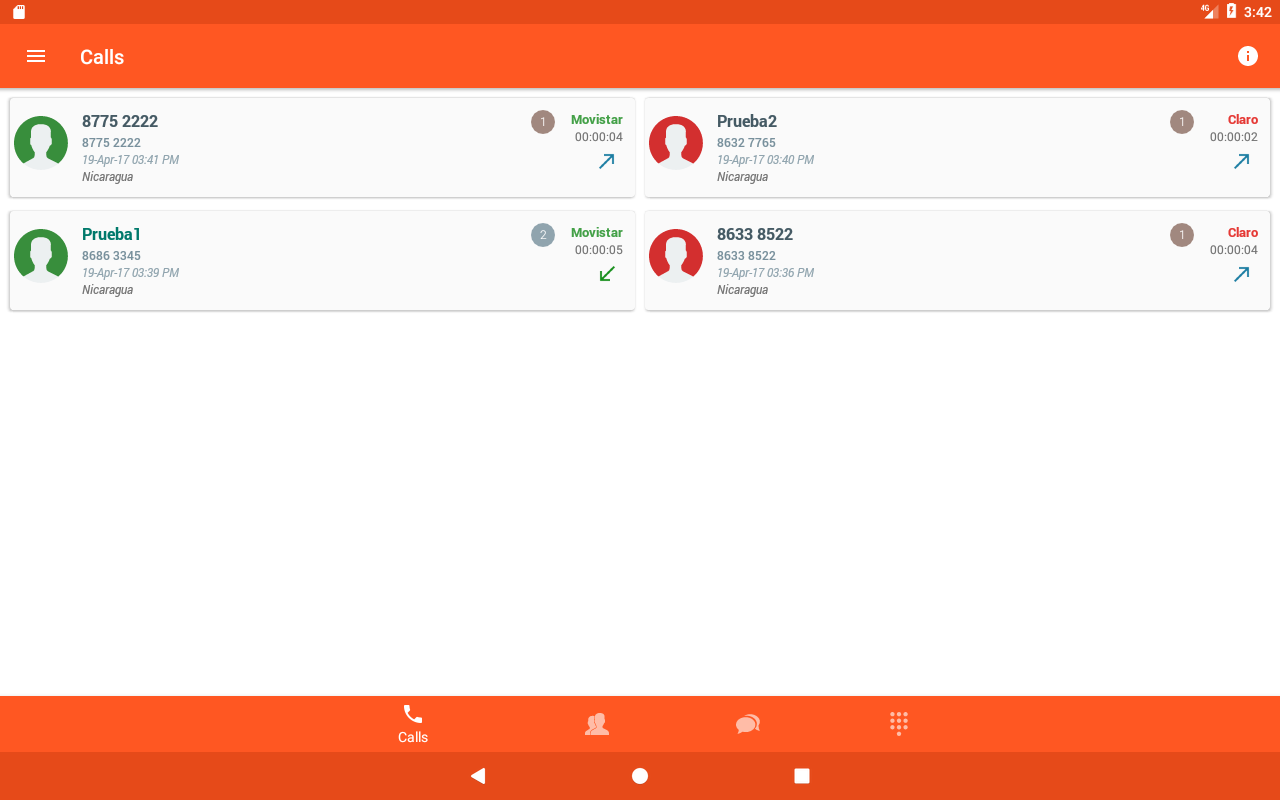 4G 3:42
Calls
8775 2222 1 Movistar
8775 2222 00:00:04
19-Apr-17 03:41 PM
Nicaragua
Prueba2 1 Claro
8632 7765 00:00:02
19-Apr-17 03:40 PM
Nicaragua
Prueba1 2 Movistar
8686 3345 00:00:05
19-Apr-17 03:39 PM
Nicaragua
8633 8522 1 Claro
8633 8522 00:00:04
19-Apr-17 03:36 PM
Nicaragua
Calls